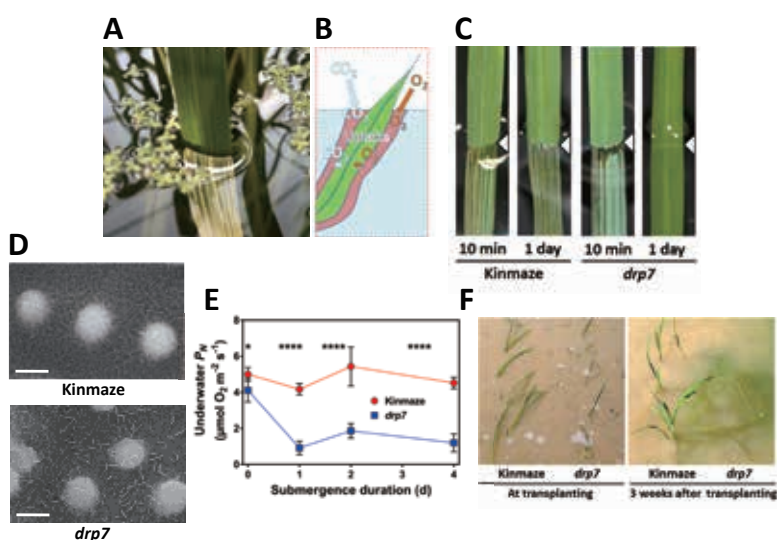 A
B
C
CO₂
O₂
10 min 1 day 10 min 1 day
Kinmaze drp7
D
Kinmaze
drp7
E
Underwater P_N
(µmol O₂ m⁻² s⁻¹)
8
6
4
2
0
* **** **** ****
Kinmaze
drp7
0 1 2 3 4
Submergence duration (d)
F
Kinmaze drp7 Kinmaze drp7
At transplanting 3 weeks after transplanting